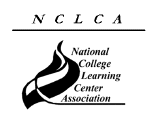 N C L C A
National
College
Learning
Center
Association